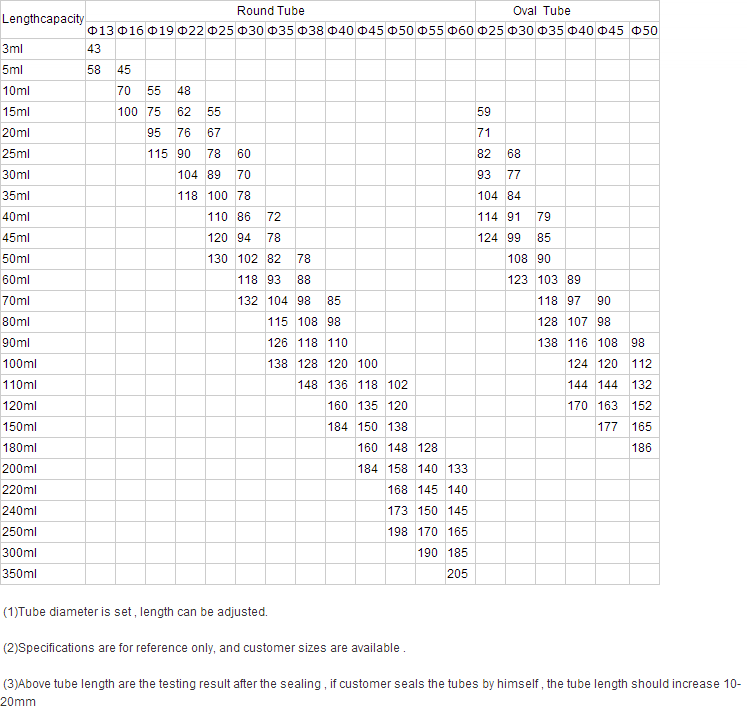 Round Tube Oval Tube
Lengthcapacity
Φ13 Φ16 Φ19 Φ22 Φ25 Φ30 Φ35 Φ38 Φ40 Φ45 Φ50 Φ55 Φ60 Φ25 Φ30 Φ35 Φ40 Φ45 Φ50
3ml 43
5ml 58 45
10ml 70 55 48
15ml 100 75 62 55 59
20ml 95 76 67 71
25ml 115 90 78 60 82 68
30ml 104 89 70 93 77
35ml 118 100 78 104 84
40ml 110 86 72 114 91 79
45ml 120 94 78 124 99 85
50ml 130 102 82 78 108 90
60ml 118 93 88 123 103 89
70ml 132 104 98 85 118 97 90
80ml 115 108 98 128 107 98
90ml 126 118 110 138 116 108 98
100ml 138 128 120 100 124 120 112
110ml 148 136 118 102 144 144 132
120ml 160 135 120 170 163 152
150ml 184 150 138 177 165
180ml 160 148 128 186
200ml 184 158 140 133
220ml 168 145 140
240ml 173 150 145
250ml 198 170 165
300ml 190 185
350ml 205
(1)Tube diameter is set , length can be adjusted.
(2)Specifications are for reference only, and customer sizes are available .
(3)Above tube length are the testing result after the sealing , if customer seals the tubes by himself , the tube length should increase 10-
20mm